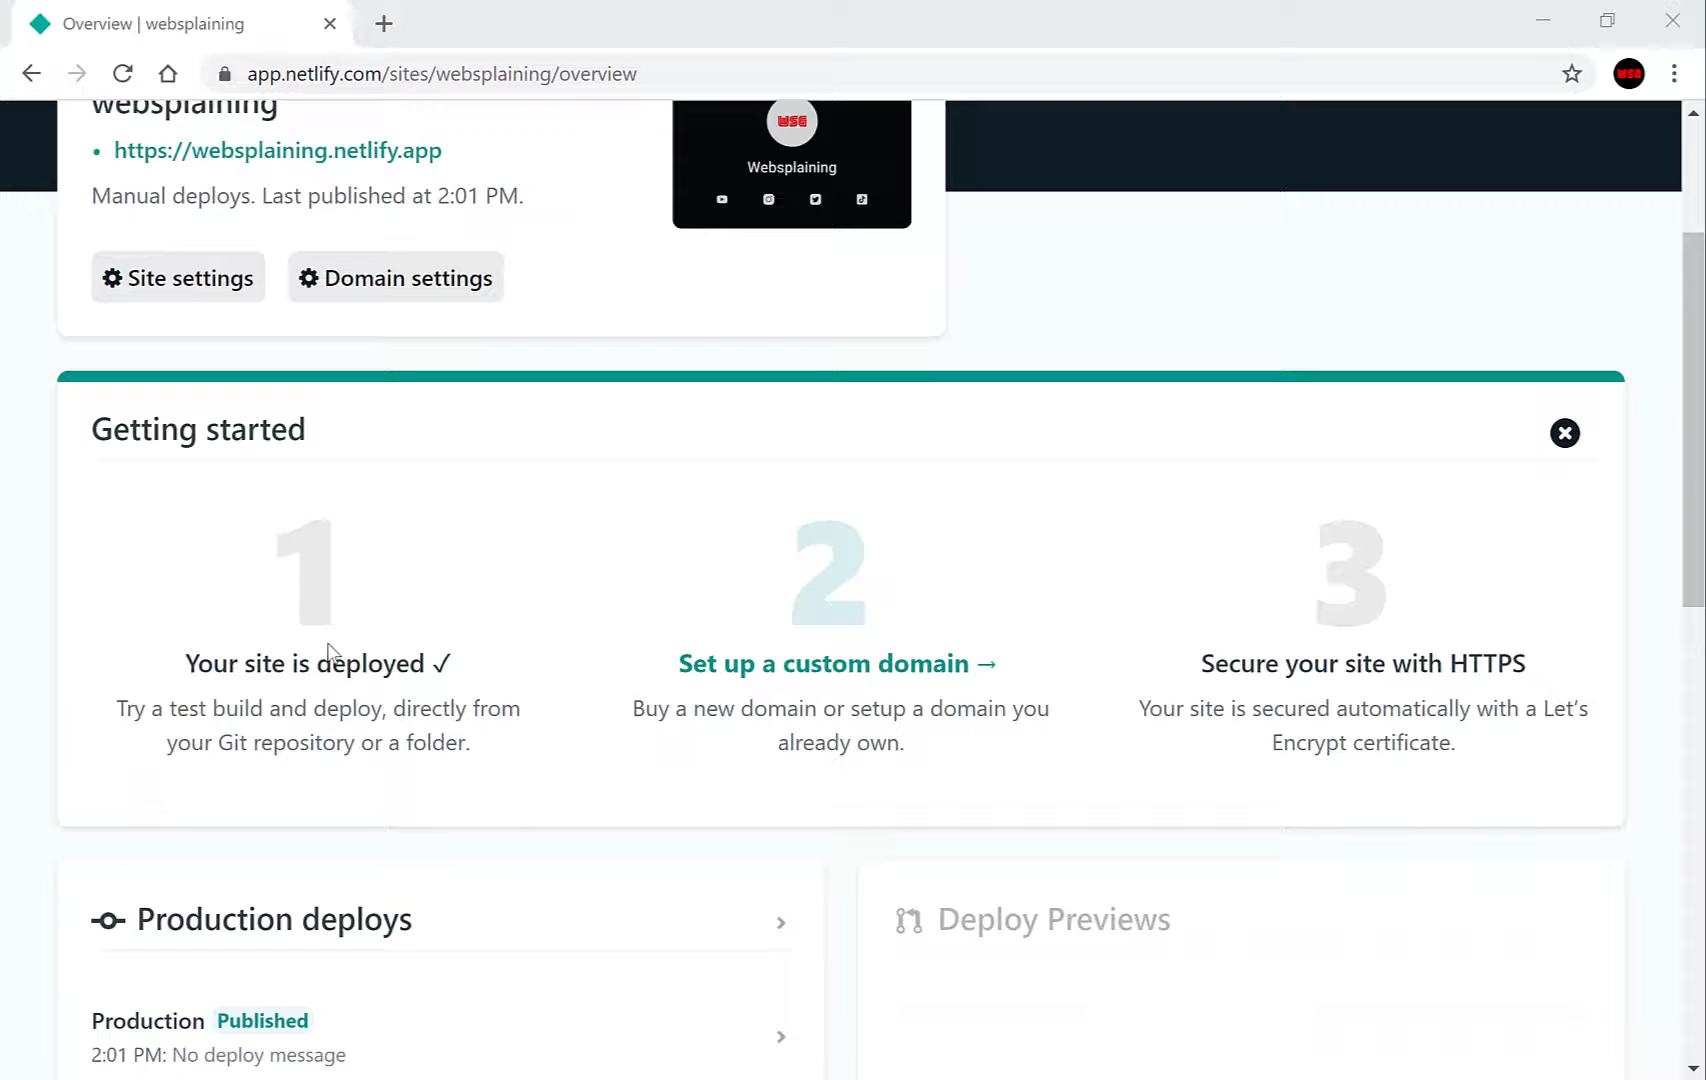 Overview | websplaining
app.netlify.com/sites/websplaining/overview
WSE
websplaining
https://websplaining.netlify.app
Manual deploys. Last published at 2:01 PM.
Site settings
Domain settings
WSE
Websplaining
Getting started
1
Your site is deployed ✓
Try a test build and deploy, directly from
your Git repository or a folder.
2
Set up a custom domain →
Buy a new domain or setup a domain you
already own.
3
Secure your site with HTTPS
Your site is secured automatically with a Let’s
Encrypt certificate.
Production deploys
Production Published
2:01 PM: No deploy message
Deploy Previews